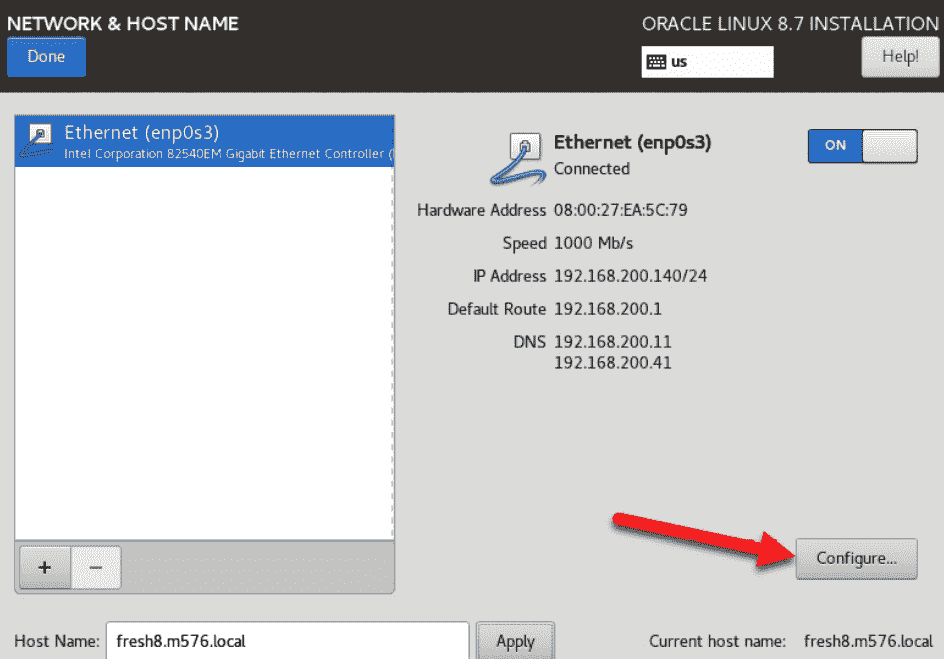 NETWORK & HOST NAME
ORACLE LINUX 8.7 INSTALLATION
Done
us
Help!
Ethernet (enp0s3)
Intel Corporation 82540EM Gigabit Ethernet Controller (
Ethernet (enp0s3)
Connected
ON
Hardware Address 08:00:27:EA:5C:79
Speed 1000 Mb/s
IP Address 192.168.200.140/24
Default Route 192.168.200.1
DNS 192.168.200.11
192.168.200.41
+ −
Configure...
Host Name: fresh8.m576.local
Apply
Current host name: fresh8.m576.local